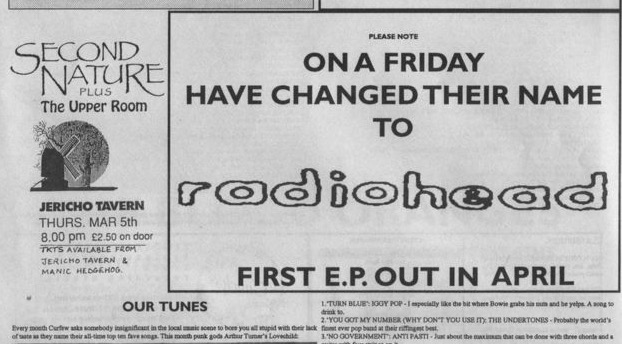 SECOND
NATURE
PLUS
The Upper Room
JERICHO TAVERN
THURS. MAR 5th
8.00 pm £2.50 on door
TKTS AVAILABLE FROM
JERICHO TAVERN &
MANIC HEDGEHOG.
PLEASE NOTE
ON A FRIDAY
HAVE CHANGED THEIR NAME
TO
radiohead
FIRST E.P. OUT IN APRIL
OUR TUNES
Every month Curfew asks somebody insignificant in the local music scene to bore you all stupid with their lack
of taste as they name their all-time top ten fave songs. This month punk gods Arthur Turner's Lovechild:
1."TURN BLUE": IGGY POP - I especially like the bit where Bowie grabs his nuts and he yelps. A song to
drink to.
2."YOU GOT MY NUMBER (WHY DON'T YOU USE IT): THE UNDERTONES - Probably the world's
finest ever pop band at their riffingest best.
3."NO GOVERNMENT": ANTI PASTI - Just about the maximum that can be done with three chords and a